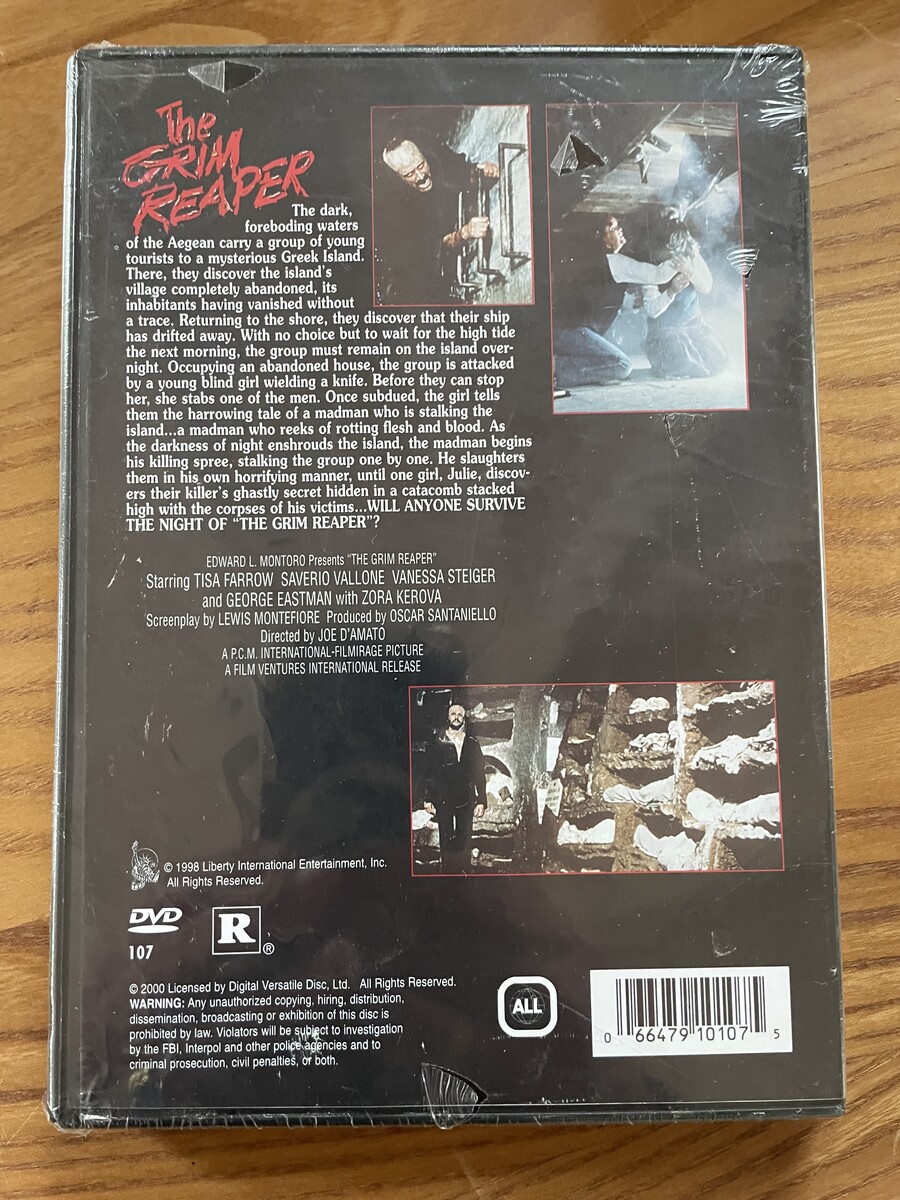 The
GRIM
REAPER
The dark,
foreboding waters
of the Aegean carry a group of young
tourists to a mysterious Greek Island.
There, they discover the island's
village completely abandoned, its
inhabitants having vanished without
a trace. Returning to the shore, they discover that their ship
has drifted away. With no choice but to wait for the high tide
the next morning, the group must remain on the island over-
night. Occupying an abandoned house, the group is attacked
by a young blind girl wielding a knife. Before they can stop
her, she stabs one of the men. Once subdued, the girl tells
them the harrowing tale of a madman who is stalking the
island...a madman who reeks of rotting flesh and blood. As
the darkness of night enshrouds the island, the madman begins
his killing spree, stalking the group one by one. He slaughters
them in his own horrifying manner, until one girl, Julie, discov-
ers their killer's ghastly secret hidden in a catacomb stacked
high with the corpses of his victims...WILL ANYONE SURVIVE
THE NIGHT OF "THE GRIM REAPER"?
EDWARD L. MONTORO Presents "THE GRIM REAPER"
Starring TISA FARROW SAVERIO VALLONE VANESSA STEIGER
and GEORGE EASTMAN with ZORA KEROVA
Screenplay by LEWIS MONTEFIORE Produced by OSCAR SANTANIELLO
Directed by JOE D'AMATO
A P.C.M. INTERNATIONAL-FILMIRAGE PICTURE
A FILM VENTURES INTERNATIONAL RELEASE
© 1998 Liberty International Entertainment, Inc.
All Rights Reserved.
DVD
107
R ®
© 2000 Licensed by Digital Versatile Disc, Ltd. All Rights Reserved.
WARNING: Any unauthorized copying, hiring, distribution,
dissemination, broadcasting or exhibition of this disc is
prohibited by law. Violators will be subject to investigation
by the FBI, Interpol and other police agencies and to
criminal prosecution, civil penalties, or both.
ALL
0 66479 10107 5